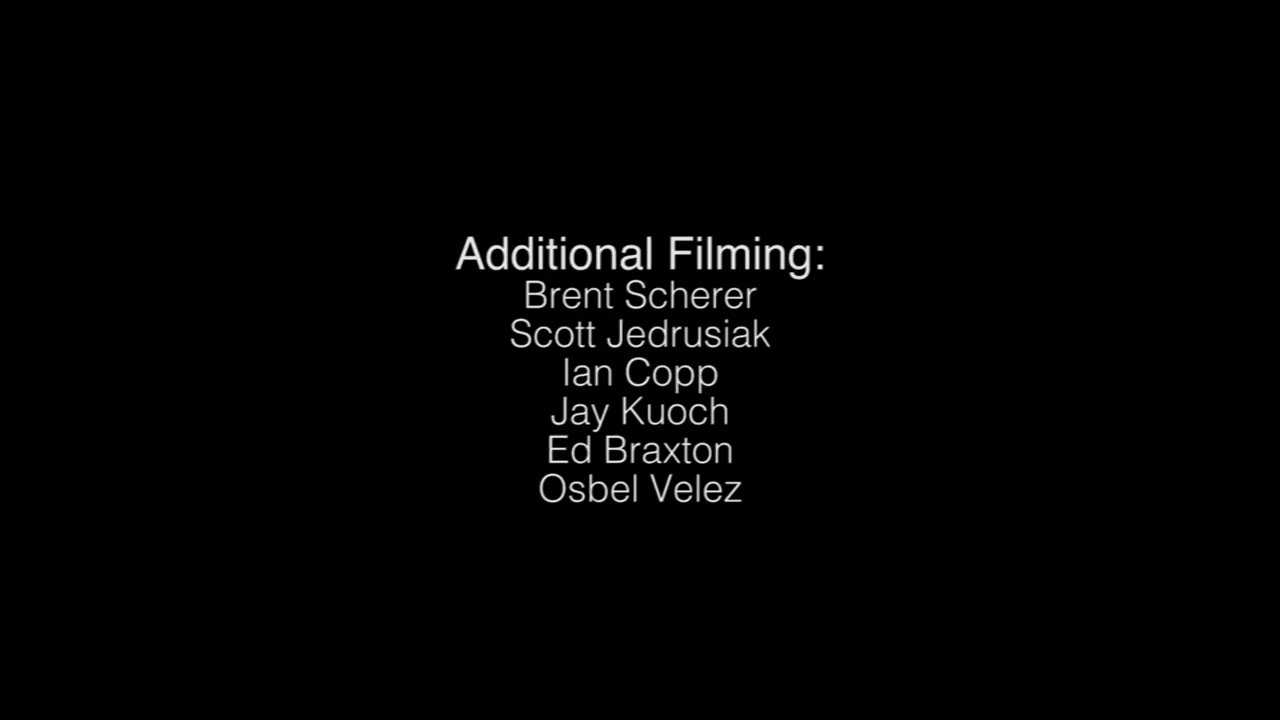 Additional Filming:
Brent Scherer
Scott Jedrusiak
Ian Copp
Jay Kuoch
Ed Braxton
Osbel Velez